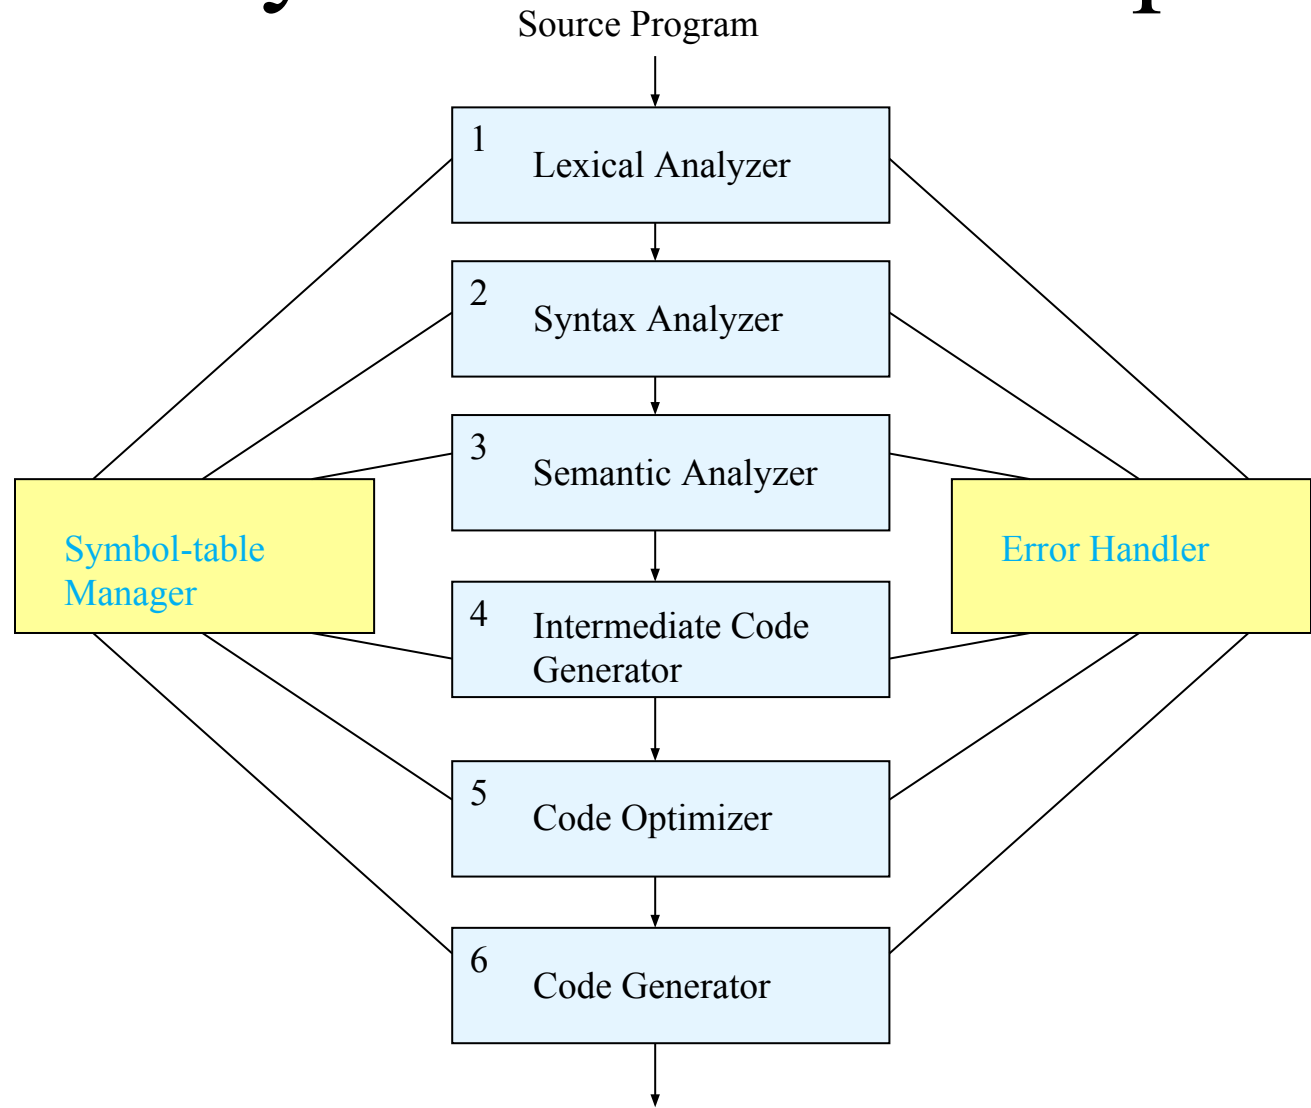 Source Program
1
Lexical Analyzer
2
Syntax Analyzer
3
Semantic Analyzer
Symbol-table
Manager
Error Handler
4
Intermediate Code
Generator
5
Code Optimizer
6
Code Generator